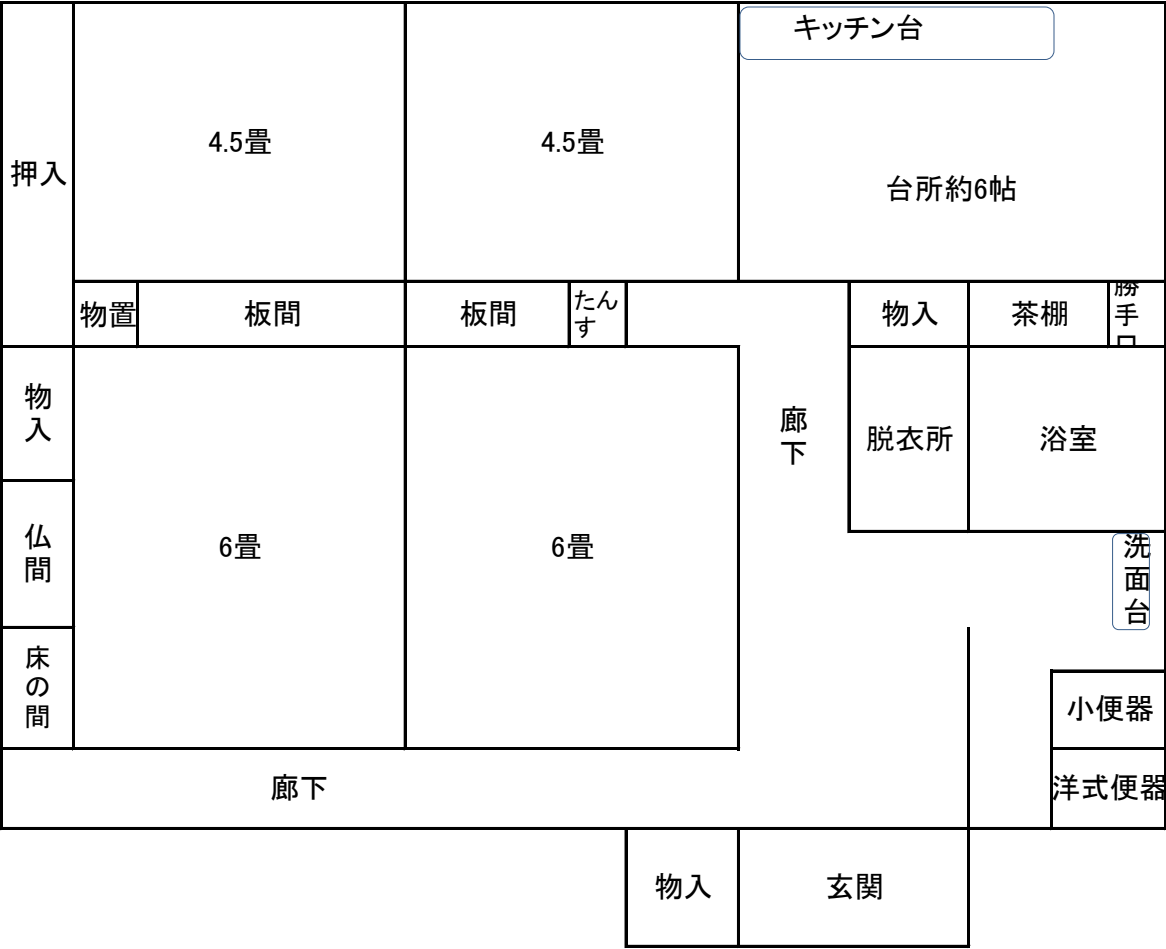 キッチン台
4.5畳
4.5畳
押入
台所約6帖
物置
板間
板間
たん
す
物入
茶棚
勝
手
口
物
入
廊
下
脱衣所
浴室
仏
間
6畳
6畳
洗
面
台
床
の
間
小便器
廊下
洋式便器
物入
玄関